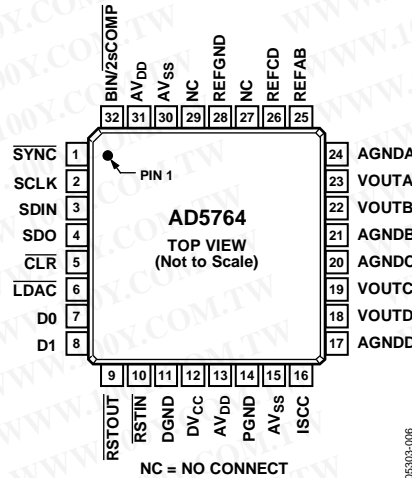 BIN/2sCOMP
AVDD
AVSS
NC
REFGND
NC
REFCD
REFAB
32 31 30 29 28 27 26 25
SYNC 1
SCLK 2
SDIN 3
SDO 4
CLR 5
LDAC 6
D0 7
D1 8
PIN 1
AD5764
TOP VIEW
(Not to Scale)
24 AGNDA
23 VOUTA
22 VOUTB
21 AGNDB
20 AGNDC
19 VOUTC
18 VOUTD
17 AGNDD
9 10 11 12 13 14 15 16
RSTOUT
RSTIN
DGND
DVCC
AVDD
PGND
AVSS
ISCC
NC = NO CONNECT
05303-006
WWW.100Y.COM.TW